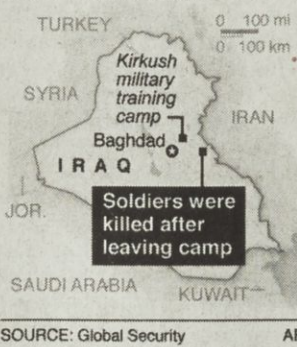 TURKEY
0 100 mi
0 100 km
Kirkush
military
training
camp
SYRIA
IRAN
Baghdad
IRAQ
Soldiers were
killed after
leaving camp
JOR.
SAUDI ARABIA
KUWAIT
SOURCE: Global Security